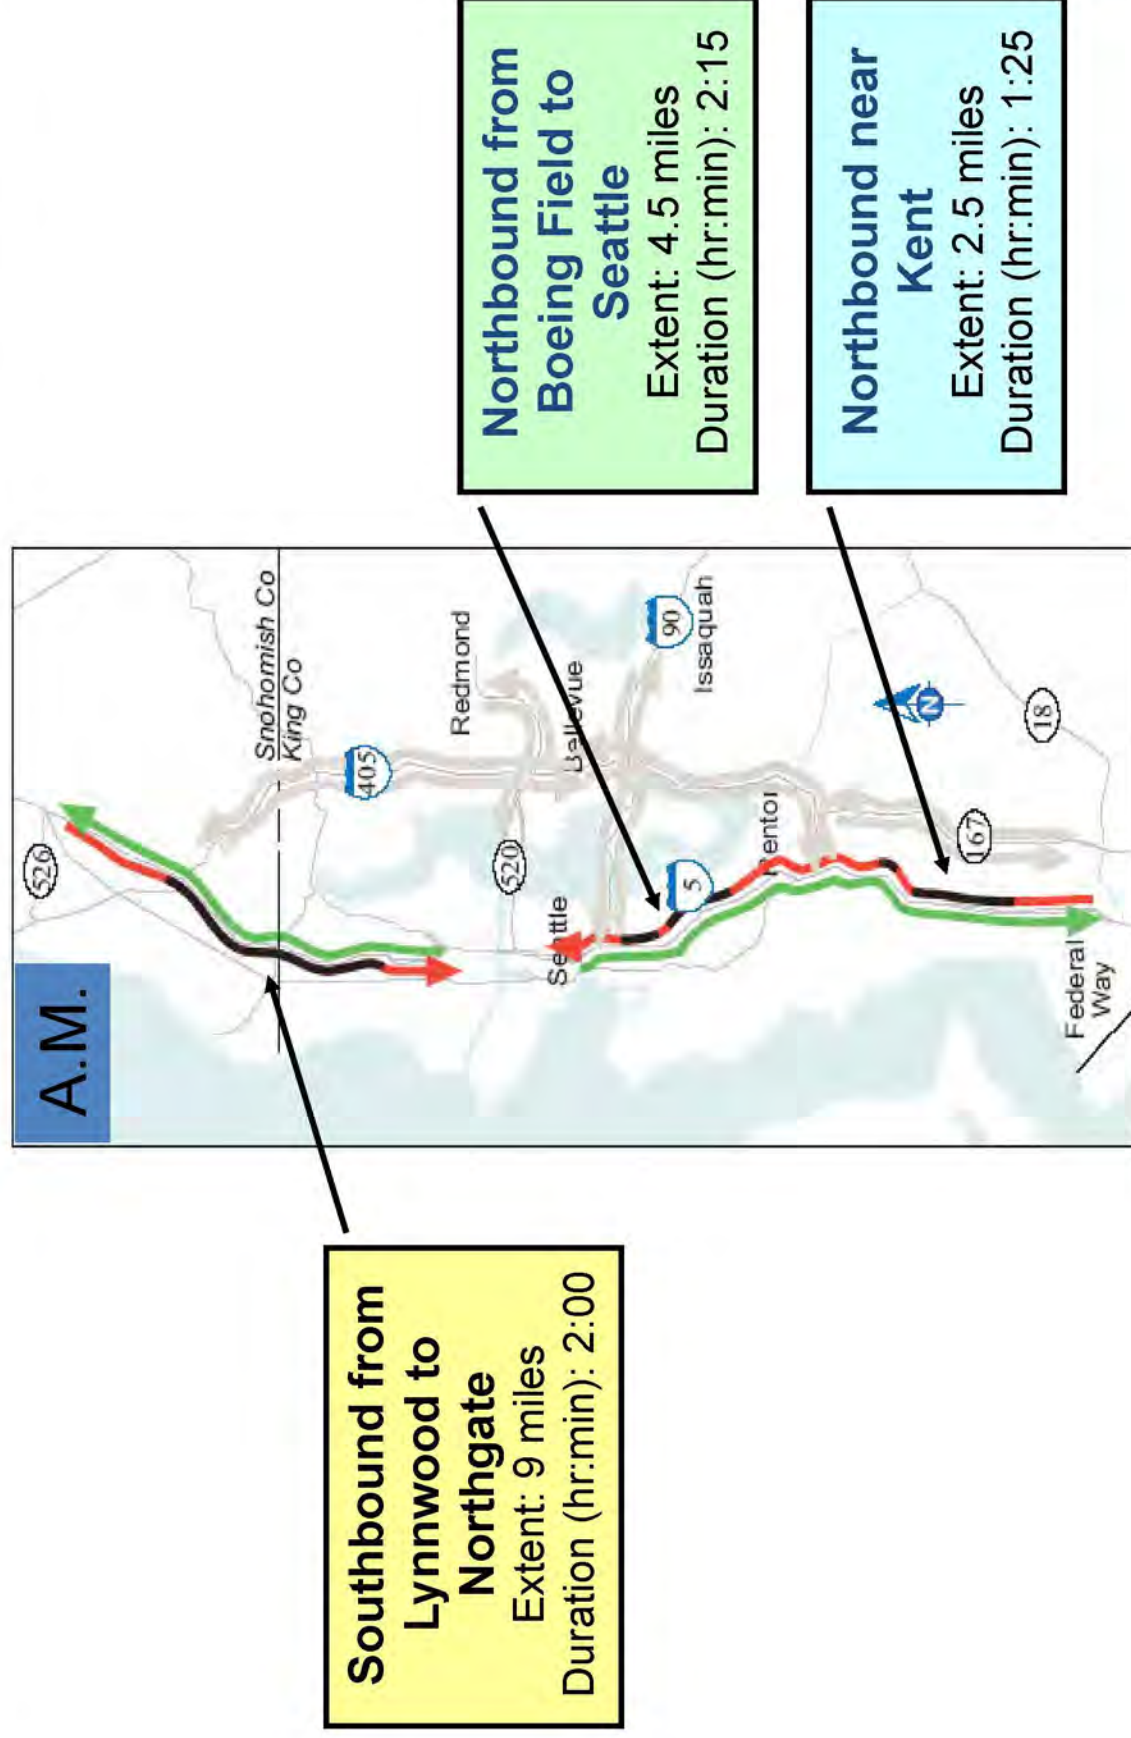 A.M.
Southbound from
Lynnwood to
Northgate
Extent: 9 miles
Duration (hr:min): 2:00
526
Snohomish Co
King Co
405
Redmond
520
Bellevue
Seattle
90
Issaquah
5
Renton
N
167
18
Federal
Way
Northbound from
Boeing Field to
Seattle
Extent: 4.5 miles
Duration (hr:min): 2:15
Northbound near
Kent
Extent: 2.5 miles
Duration (hr:min): 1:25